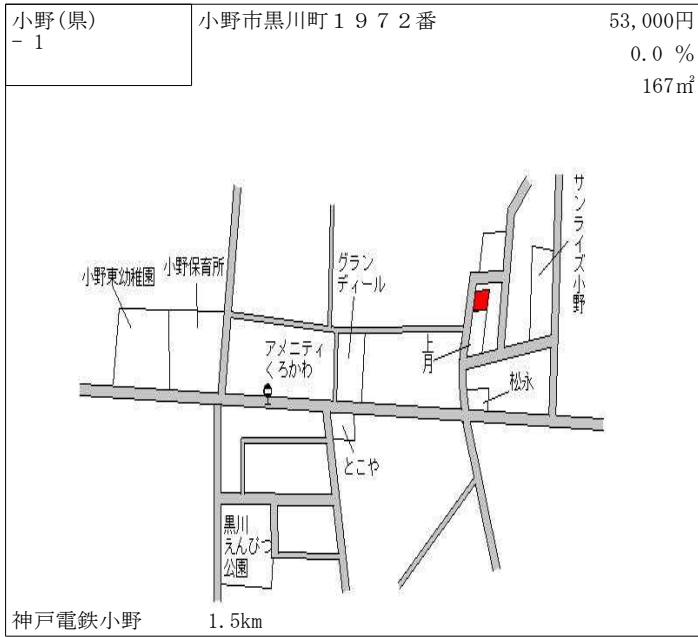 小野(県)
- 1
小野市黒川町１９７２番
53,000円
0.0 %
167㎡
サンライズ小野
小野東幼稚園
小野保育所
グラン
ディール
アメニティ
くろかわ
上月
松永
とこや
黒川
えんぴつ
公園
神戸電鉄小野 1.5km